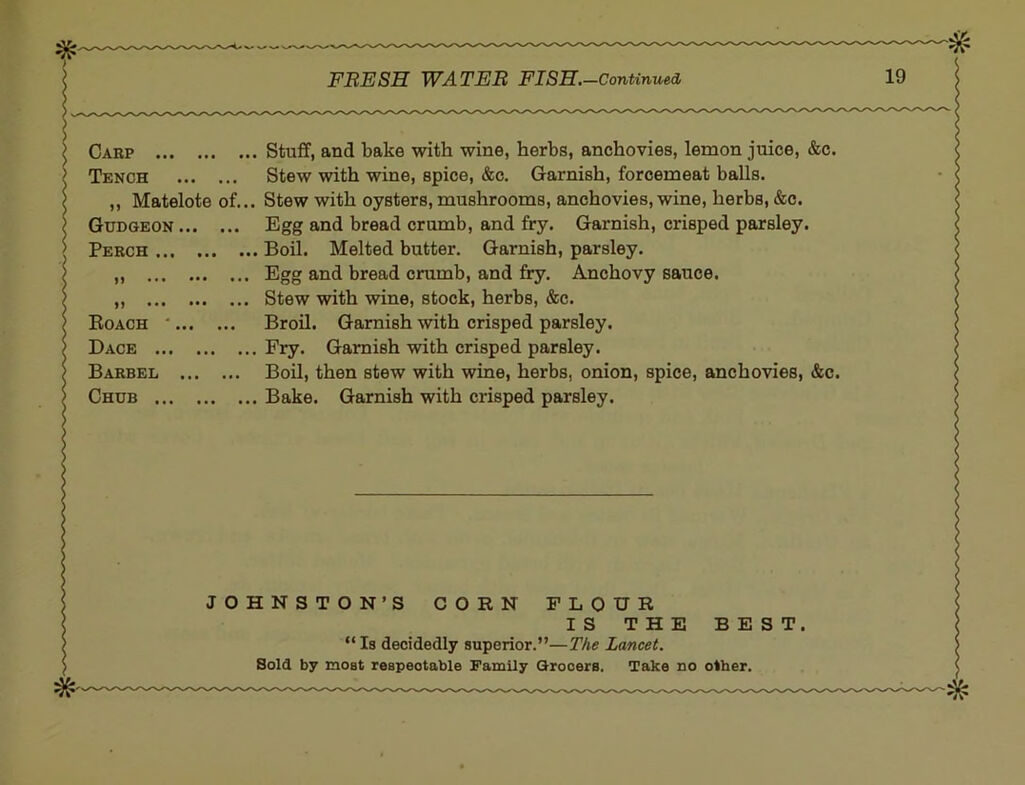 FRESH WATER FISH.—Continued 19
CARP ... ... ... Stuff, and bake with wine, herbs, anchovies, lemon juice, &c.
TENCH ... ... Stew with wine, spice, &c. Garnish, forcemeat balls.
,, Matelote of... Stew with oysters, mushrooms, anchovies, wine, herbs, &c.
GUDGEON ... ... Egg and bread crumb, and fry. Garnish, crisped parsley.
PERCH ... ... ... Boil. Melted butter. Garnish, parsley.
,, ... ... ... Egg and bread crumb, and fry. Anchovy sauce.
,, ... ... ... Stew with wine, stock, herbs, &c.
ROACH ... ... Broil. Garnish with crisped parsley.
DACE ... ... ... Fry. Garnish with crisped parsley.
BARBEL ... ... Boil, then stew with wine, herbs, onion, spice, anchovies, &c.
CHUB ... ... ... Bake. Garnish with crisped parsley.
JOHNSTON'S CORN FLOUR
IS THE BEST.
"Is decidedly superior."—The Lancet.
Sold by most respectable Family Grocers. Take no other.